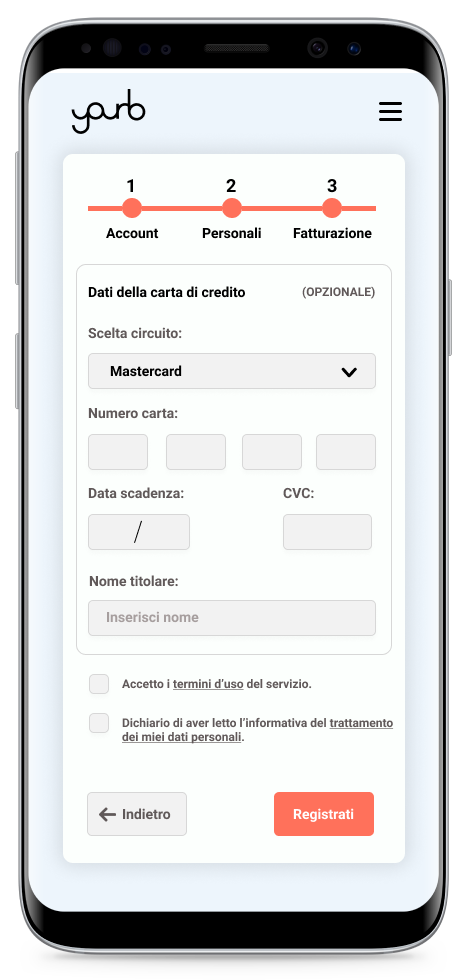 yourb
1 2 3
Account Personali Fatturazione
Dati della carta di credito (OPZIONALE)
Scelta circuito:
Mastercard
Numero carta:
Data scadenza: CVC:
/
Nome titolare:
Inserisci nome
Accetto i termini d'uso del servizio.
Dichiario di aver letto l'informativa del trattamento
dei miei dati personali.
Indietro Registrati